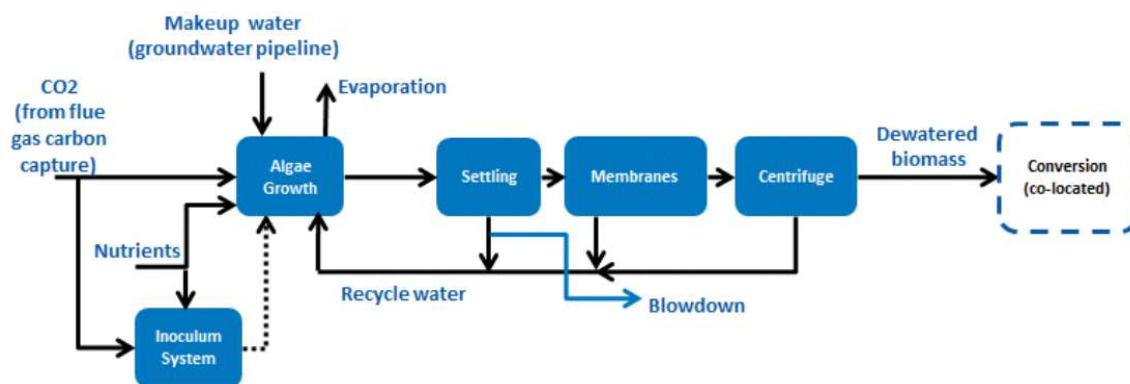 Makeup water
(groundwater pipeline)
CO2
(from flue
gas carbon
capture)
Evaporation
Algae
Growth
Settling
Membranes
Centrifuge
Dewatered
biomass
Conversion
(co-located)
Nutrients
Recycle water
Blowdown
Inoculum
System